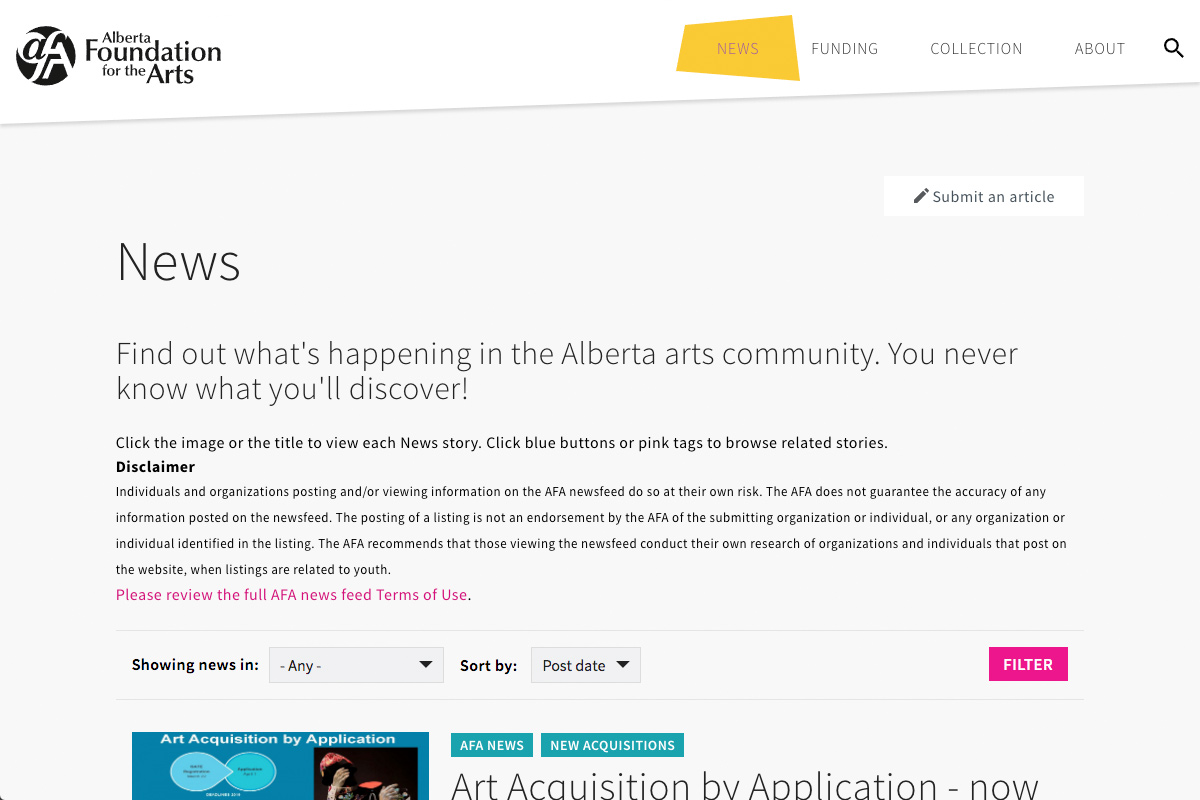 Alberta
Foundation
for the Arts
NEWS
FUNDING
COLLECTION
ABOUT
Submit an article
News
Find out what's happening in the Alberta arts community. You never
know what you'll discover!
Click the image or the title to view each News story. Click blue buttons or pink tags to browse related stories.
Disclaimer
Individuals and organizations posting and/or viewing information on the AFA newsfeed do so at their own risk. The AFA does not guarantee the accuracy of any
information posted on the newsfeed. The posting of a listing is not an endorsement by the AFA of the submitting organization or individual, or any organization or
individual identified in the listing. The AFA recommends that those viewing the newsfeed conduct their own research of organizations and individuals that post on
the website, when listings are related to youth.
Please review the full AFA news feed Terms of Use.
Showing news in:
- Any -
Sort by:
Post date
FILTER
Art Acquisition by Application
AFA NEWS
NEW ACQUISITIONS
Art Acquisition by Application - now